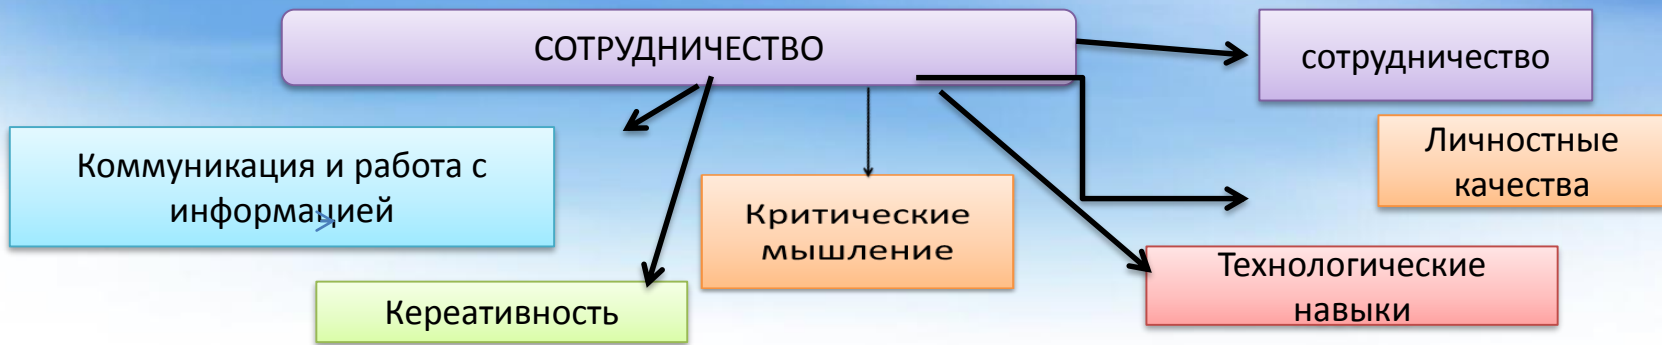 СОТРУДНИЧЕСТВО
сотрудничество
Коммуникация и работа с
информацией
Личностные
качества
Критические
мышление
Технологические
навыки
Кереативность